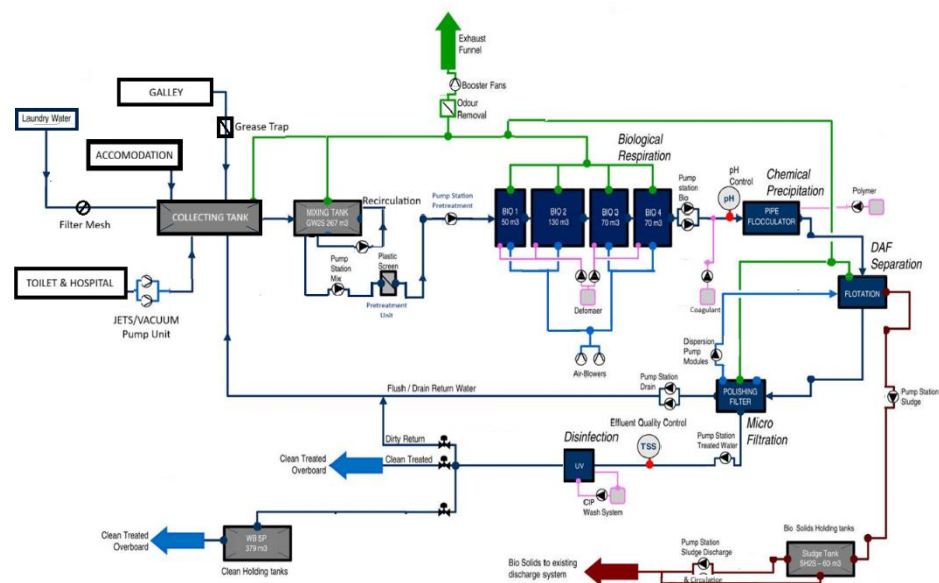 Exhaust
Funnel
Booster Fans
Odour
Removal
GALLEY
Laundry Water
Grease Trap
ACCOMODATION
Filter Mesh
COLLECTING TANK
MIXING TANK
GW2S 267 m3
Recirculation
TOILET & HOSPITAL
JETS/VACUUM
Pump Unit
Pump
Station
Mix
Plastic
Screen
Pretreatment
Unit
Pump Station
Pretreatment
Biological
Respiration
BIO 1
50 m3
BIO 2
130 m3
BIO 3
70 m3
BIO 4
70 m3
Defomaer
Air-Blowers
Pump
station
Big
pH
Control
pH
Chemical
Precipitation
PIPE
FLOCCULATOR
Polymer
Coagulant
DAF
Separation
FLOTATION
Dispersion
Pump
Modules
Pump Station
Sludge
Flush / Drain Return Water
Pump Station
Drain
POLISHING
FILTER
Micro
Filtration
Effluent Quality Control
TSS
Pump Station
Treated Water
Disinfection
UV
CIP
Wash System
Dirty Return
Clean Treated
Clean Treated
Overboard
Clean Treated
Overboard
WB 5P
379 m3
Clean Holding tanks
Bio Solids Holding tanks
Sludge Tank
SH2S – 60 m3
Pump Station
Sludge Discharge
& Circulation
Bio Solids to existing
discharge system